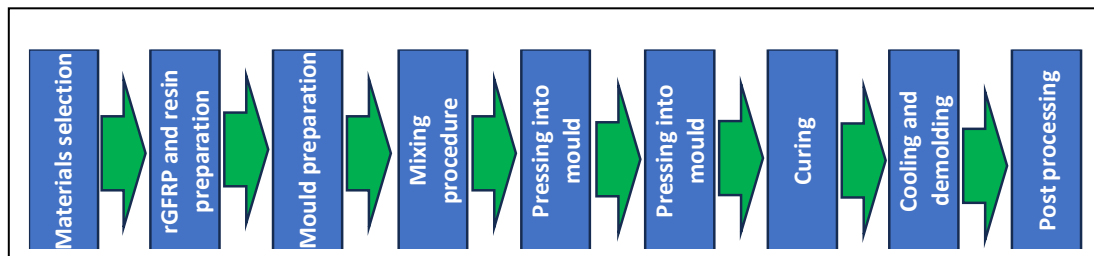 Materials selection
rGFRP and resin
preparation
Mould preparation
Mixing
procedure
Pressing into
mould
Pressing into
mould
Curing
Cooling and
demolding
Post processing